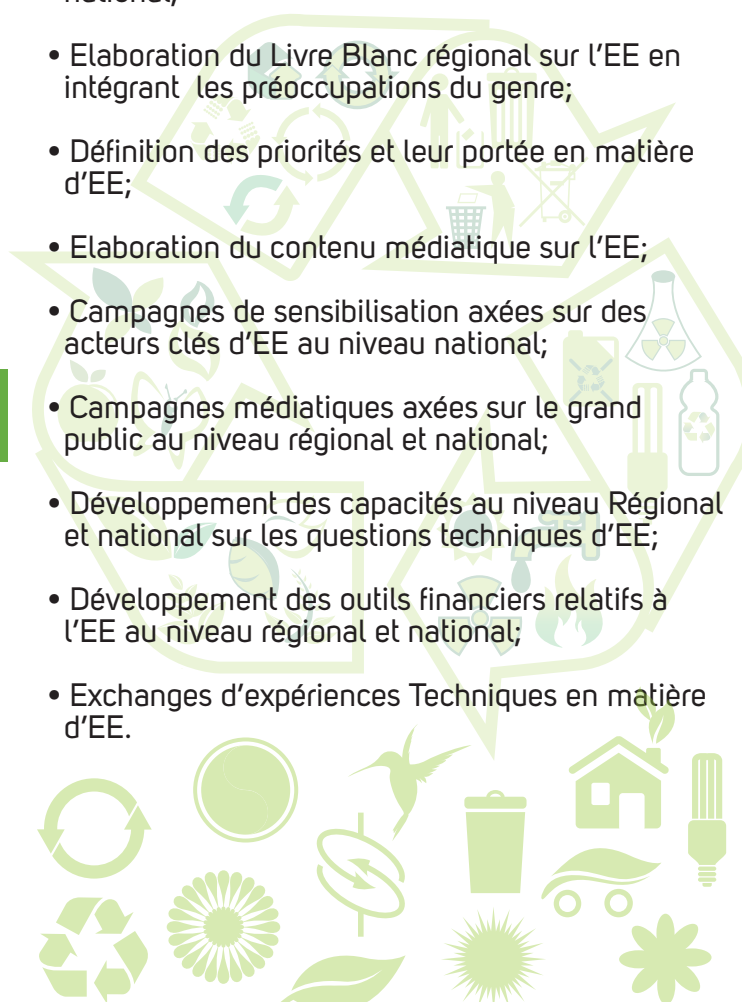 national;
• Elaboration du Livre Blanc régional sur l'EE en
intégrant les préoccupations du genre;
• Définition des priorités et leur portée en matière
d'EE;
• Elaboration du contenu médiatique sur l'EE;
• Campagnes de sensibilisation axées sur des
acteurs clés d'EE au niveau national;
• Campagnes médiatiques axées sur le grand
public au niveau régional et national;
• Développement des capacités au niveau Régional
et national sur les questions techniques d'EE;
• Développement des outils financiers relatifs à
l'EE au niveau régional et national;
• Exchanges d'expériences Techniques en matière
d'EE.